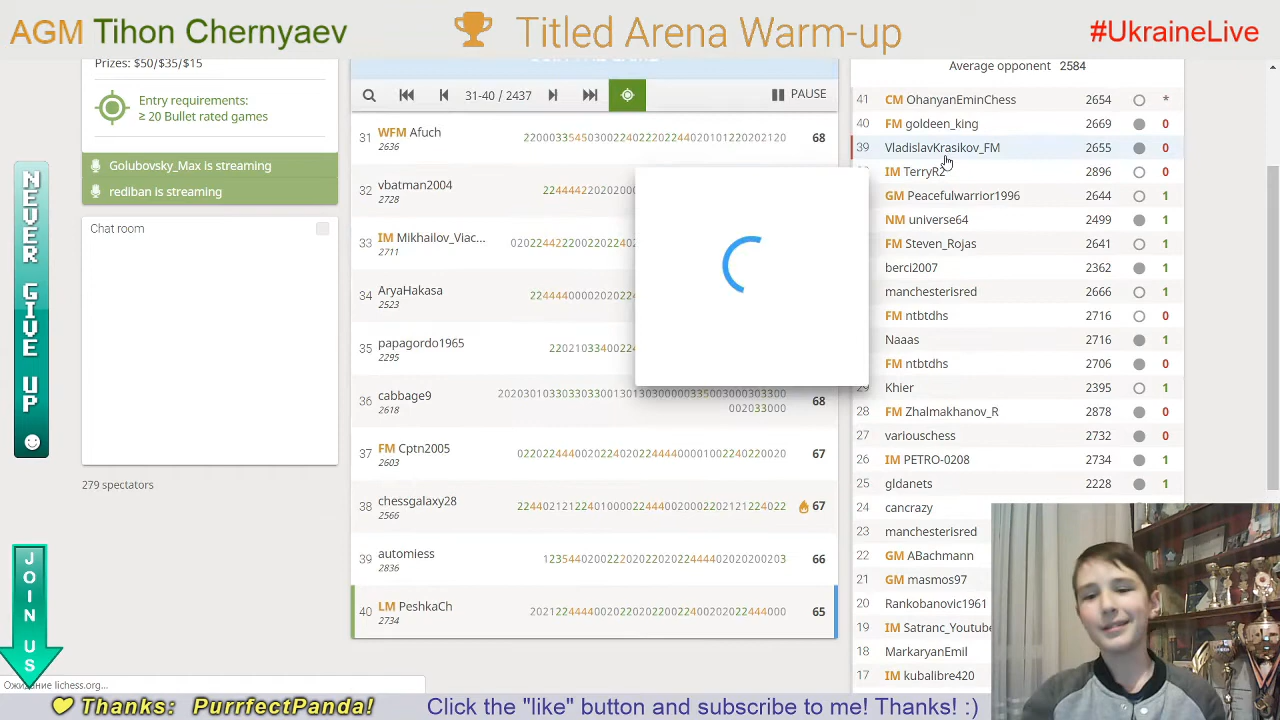 AGM Tihon Chernyaev
Titled Arena Warm-up
#UkraineLive
Prizes: $50/$35/$15
Entry requirements:
≥ 20 Bullet rated games
Golubovsky_Max is streaming
rediban is streaming
Chat room
279 spectators
NEVER GIVE UP
JOIN US
31-40 / 2437
PAUSE
31 WFM Afuch 68
2636
32 vbatman2004
2728
33 IM Mikhailov_Viac...
2711
34 AryaHakasa
2523
35 papagordo1965
2295
36 cabbage9 68
2618
37 FM Cptn2005 02202244400202240202244400001002240220020 67
2603
38 chessgalaxy28 67
2566
39 automiess 66
2836
40 LM PeshkaCh 65
2734
Average opponent 2584
41 CM OhanyanEminChess 2654 *
40 FM goldeen_king 2669 0
39 VladislavKrasikov_FM 2655 0
IM TerryR2 2896 0
GM Peacefulwarrior1996 2644 1
NM universe64 2499 1
FM Steven_Rojas 2641 1
berci2007 2362 1
manchesterisred 2666 1
FM ntbtdhs 2716 0
Naaas 2716 1
FM ntbtdhs 2706 0
29 Khier 2395 1
28 FM Zhalmakhanov_R 2878 0
27 variouschess 2732 0
26 IM PETRO-0208 2734 1
25 gldanets 2228 1
24 cancrazy
23 manchesterisred
22 GM ABachmann
21 GM masmos97
20 Rankobanovic1961
19 IM Satranc_Youtube
18 MarkaryanEmil
17 IM kubalibre420
Ожидание lichess.org...
Thanks: PurrfectPanda!
Click the "like" button and subscribe to me! Thanks! :)